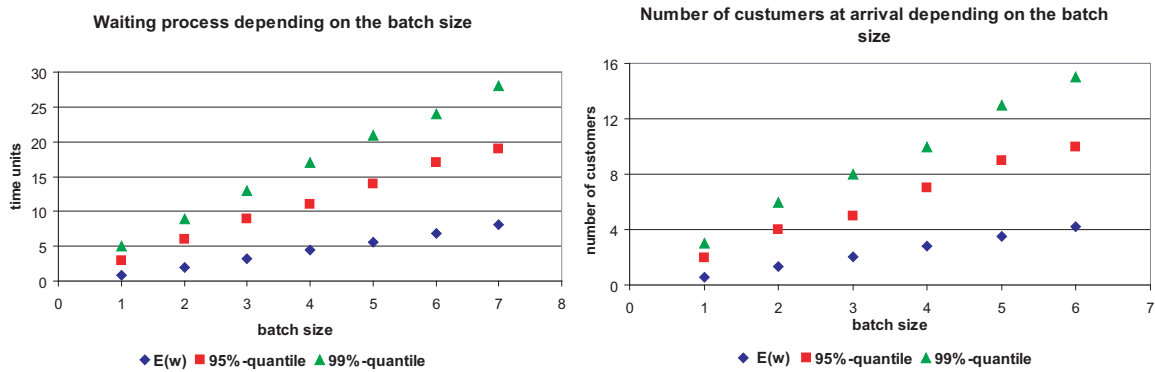 Waiting process depending on the batch size
time units
30
25
20
15
10
5
0
0 1 2 3 4 5 6 7 8
batch size
E(w) 95%-quantile 99%-quantile
Number of custumers at arrival depending on the batch
size
number of customers
16
12
8
4
0
0 1 2 3 4 5 6 7
batch size
E(w) 95%-quantile 99%-quantile